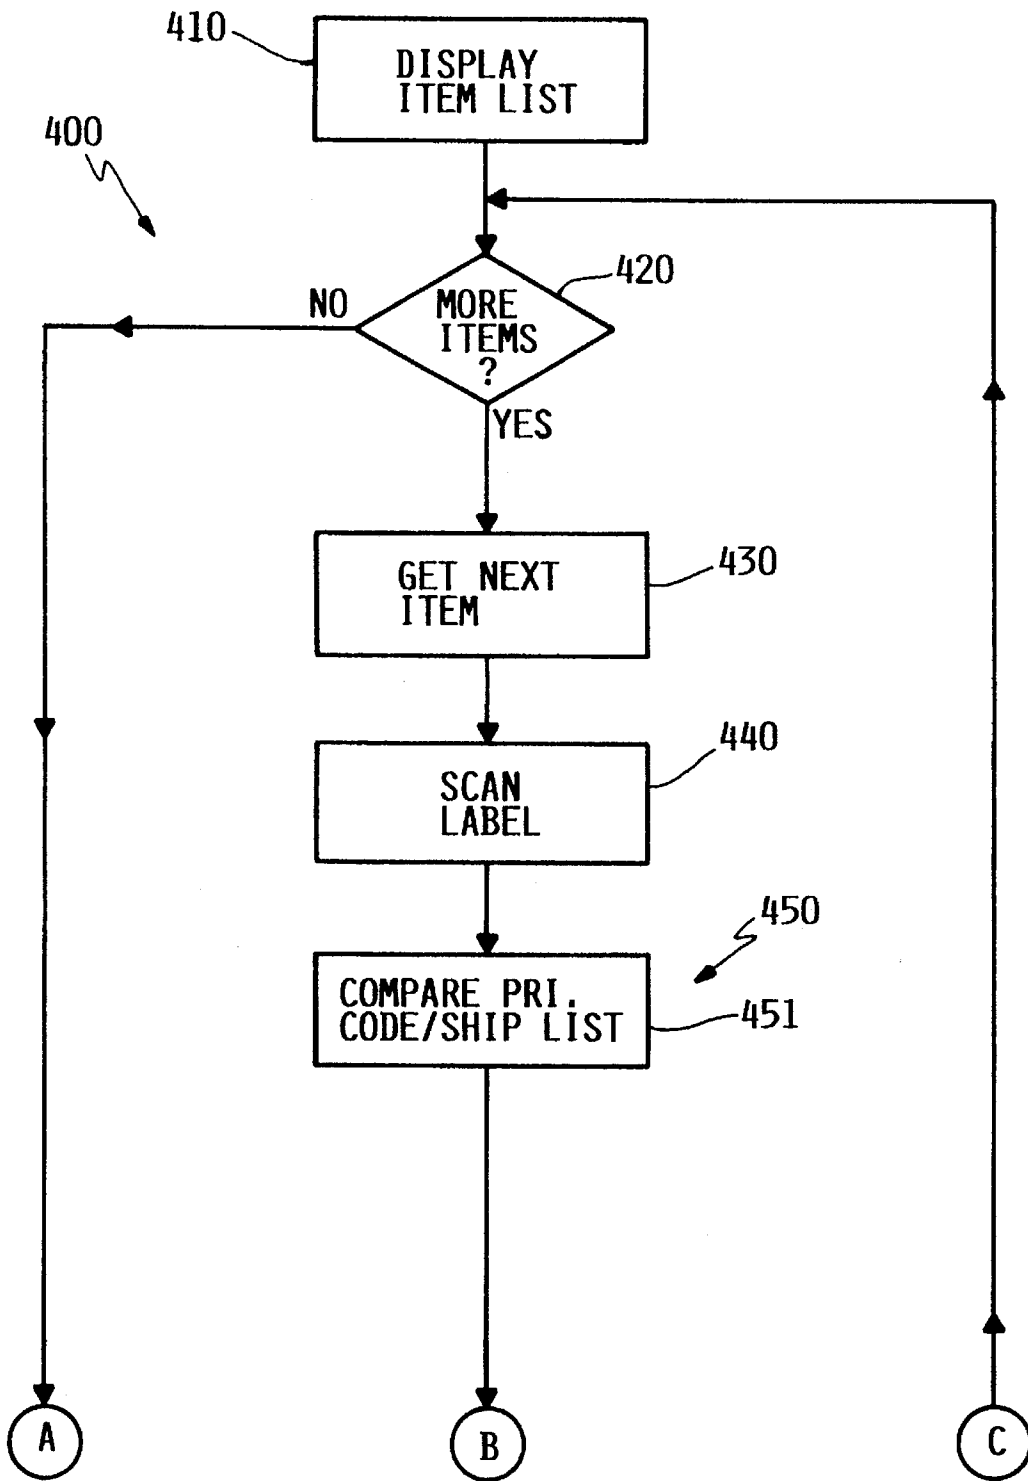 410
DISPLAY
ITEM LIST
400
420
NO
MORE
ITEMS
?
YES
GET NEXT
ITEM
430
440
SCAN
LABEL
450
COMPARE PRI.
CODE/SHIP LIST
451
A
B
C